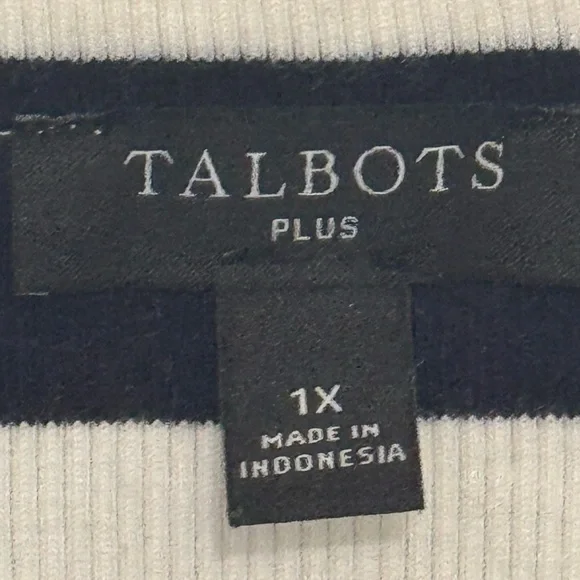 TALBOTS
PLUS
1X
MADE IN
INDONESIA